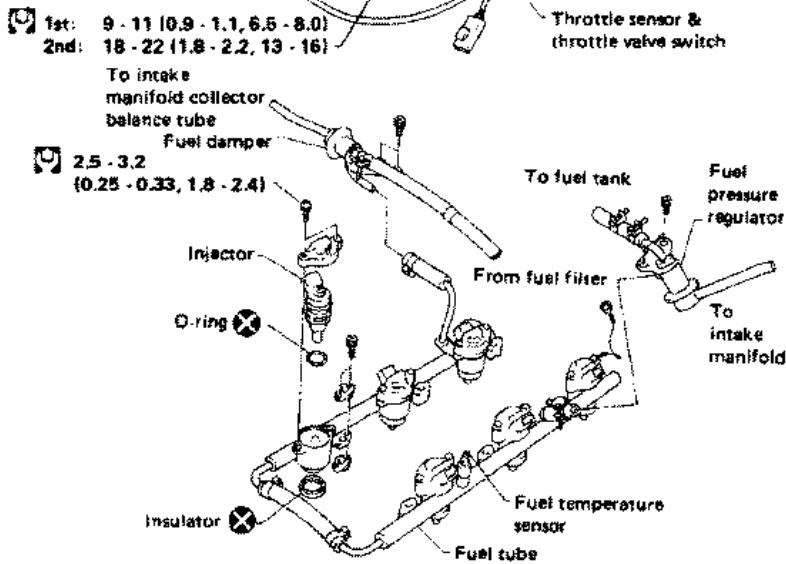 1st: 9 - 11 (0.9 - 1.1, 6.5 - 8.0)
2nd: 18 - 22 (1.8 - 2.2, 13 - 16)
Throttle sensor &
throttle valve switch
To intake
manifold collector
balance tube
Fuel damper
2.5 - 3.2
(0.25 - 0.33, 1.8 - 2.4)
To fuel tank
Fuel
pressure
regulator
Injector
From fuel filter
O-ring
To
intake
manifold
Insulator
Fuel temperature
sensor
Fuel tube